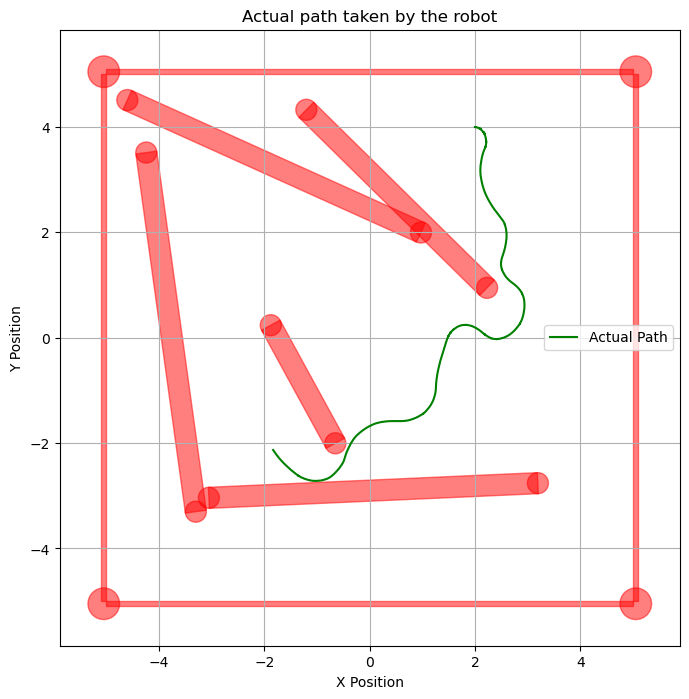 Actual path taken by the robot
Y Position
4
2
0
−2
−4
Actual Path
−4
−2
0
2
4
X Position